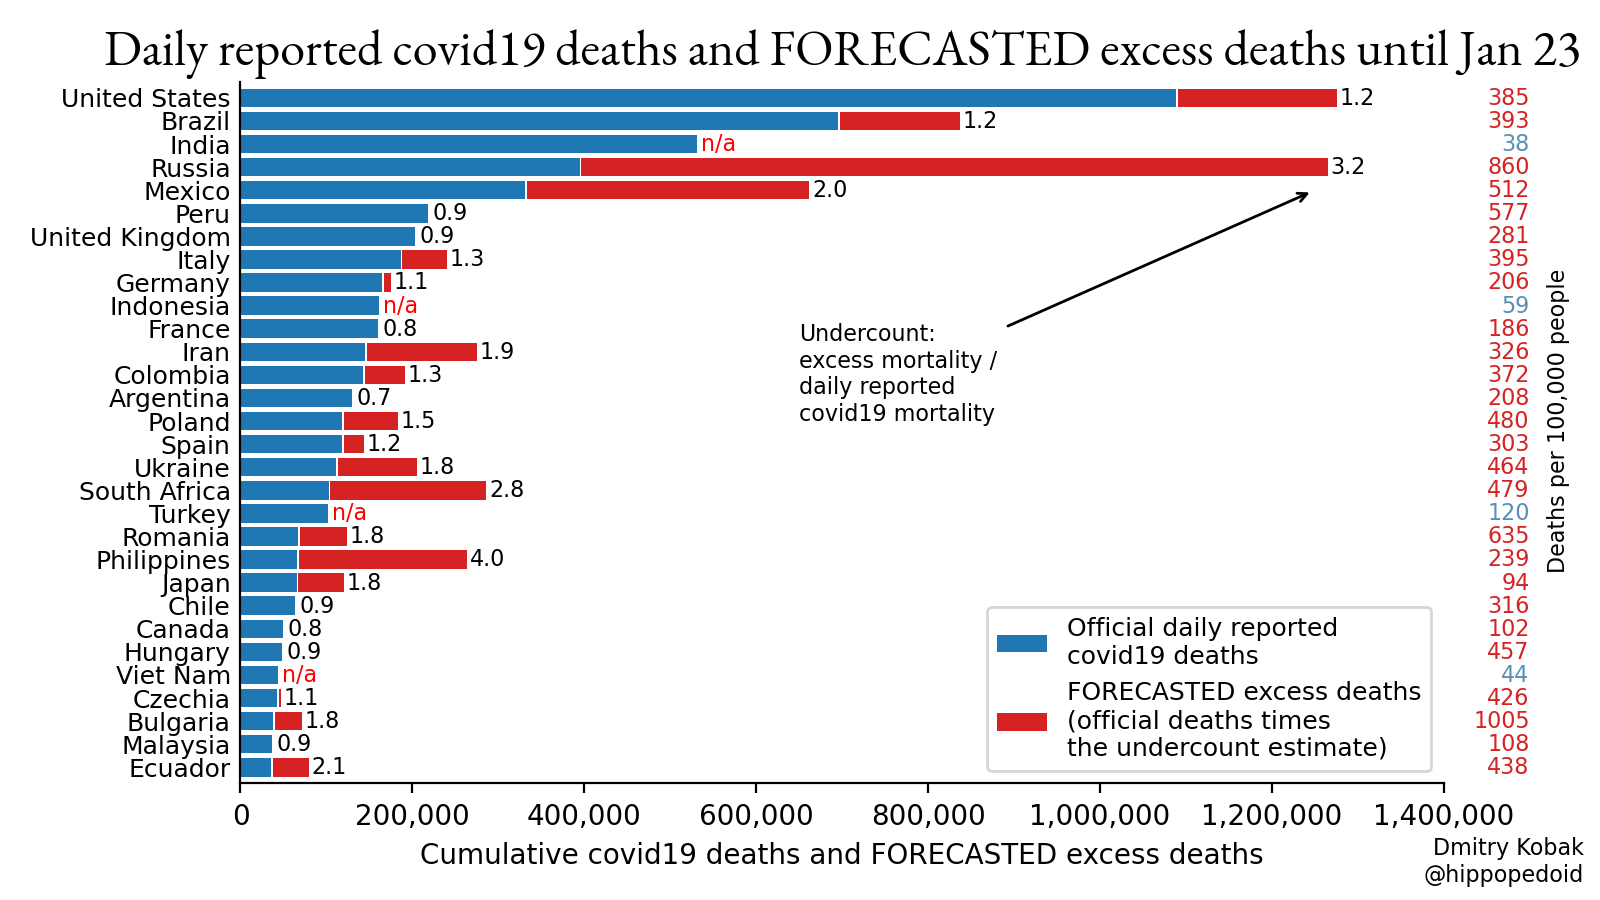 Daily reported covid19 deaths and FORECASTED excess deaths until Jan 23
United States 1.2 385
Brazil 1.2 393
India n/a 38
Russia 3.2 860
Mexico 2.0 512
Peru 0.9 577
United Kingdom 0.9 281
Italy 1.3 395
Germany 1.1 206
Indonesia n/a 59
France 0.8 186
Iran 1.9 326
Colombia 1.3 372
Argentina 0.7 208
Poland 1.5 480
Spain 1.2 303
Ukraine 1.8 464
South Africa 2.8 479
Turkey n/a 120
Romania 1.8 635
Philippines 4.0 239
Japan 1.8 94
Chile 0.9 316
Canada 0.8 102
Hungary 0.9 457
Viet Nam n/a 44
Czechia 1.1 426
Bulgaria 1.8 1005
Malaysia 0.9 108
Ecuador 2.1 438
Undercount:
excess mortality /
daily reported
covid19 mortality
Deaths per 100,000 people
Official daily reported
covid19 deaths
FORECASTED excess deaths
(official deaths times
the undercount estimate)
0 200,000 400,000 600,000 800,000 1,000,000 1,200,000 1,400,000
Cumulative covid19 deaths and FORECASTED excess deaths
Dmitry Kobak
@hippopedoid